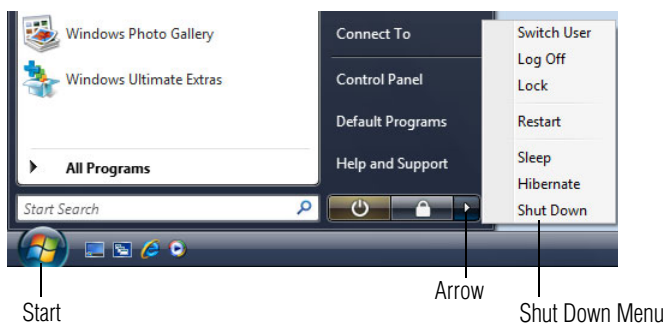 Windows Photo Gallery
Windows Ultimate Extras
All Programs
Start Search
Connect To
Control Panel
Default Programs
Help and Support
Switch User
Log Off
Lock
Restart
Sleep
Hibernate
Shut Down
Start
Arrow
Shut Down Menu